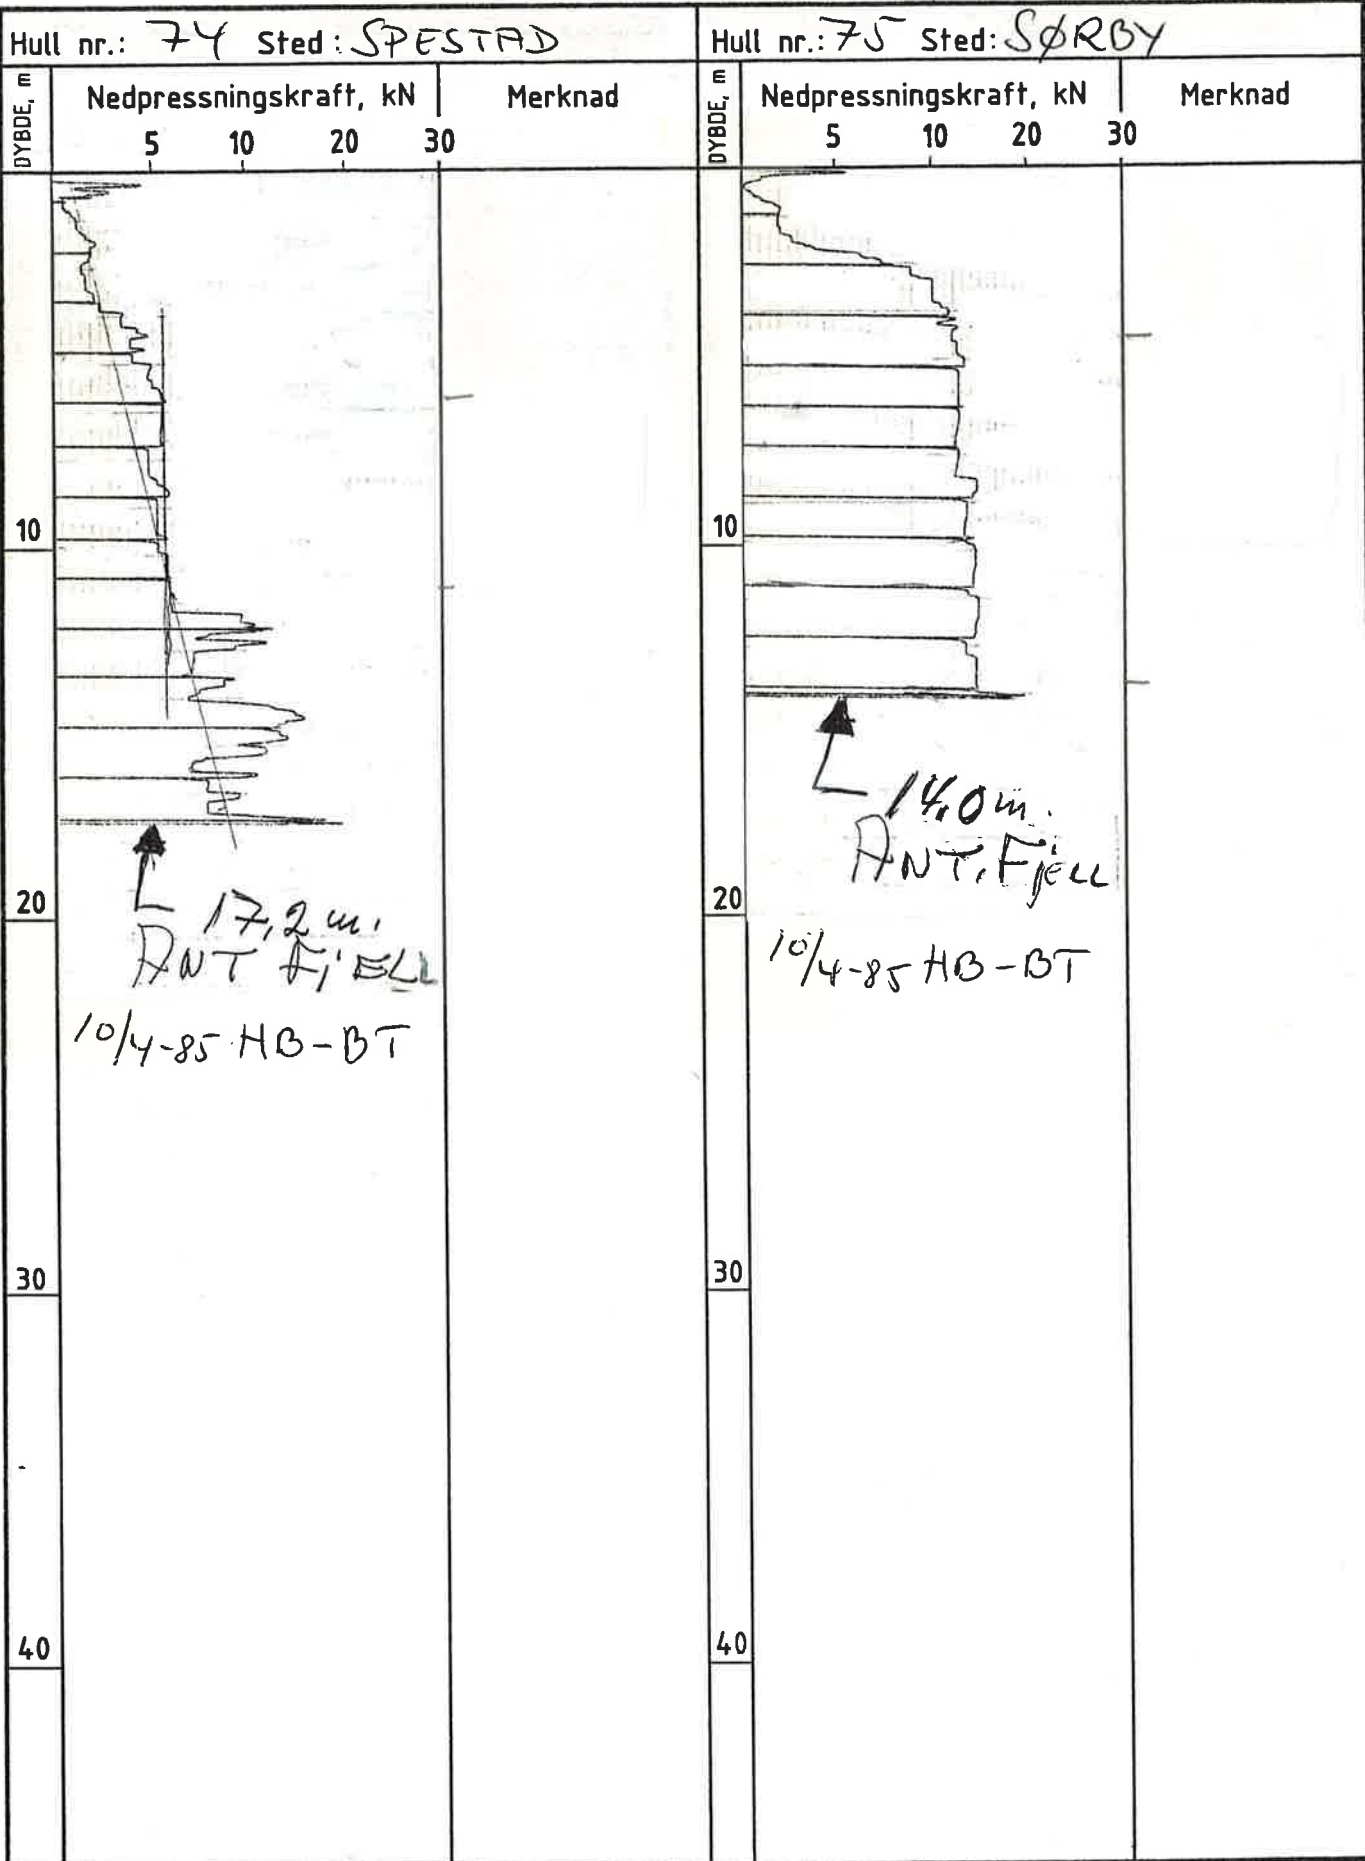 Hull nr.: 74 Sted: SPESTAD
DYBDE, m
Nedpressningskraft, kN
Merknad
5 10 20 30
10
20
30
40
17,2 m.
ANT FJELL
10/4-85 HB-BT
Hull nr.: 75 Sted: SØRBY
DYBDE, m
Nedpressningskraft, kN
Merknad
5 10 20 30
10
20
30
40
14,0 m.
ANT. Fjell
10/4-85 HB-BT